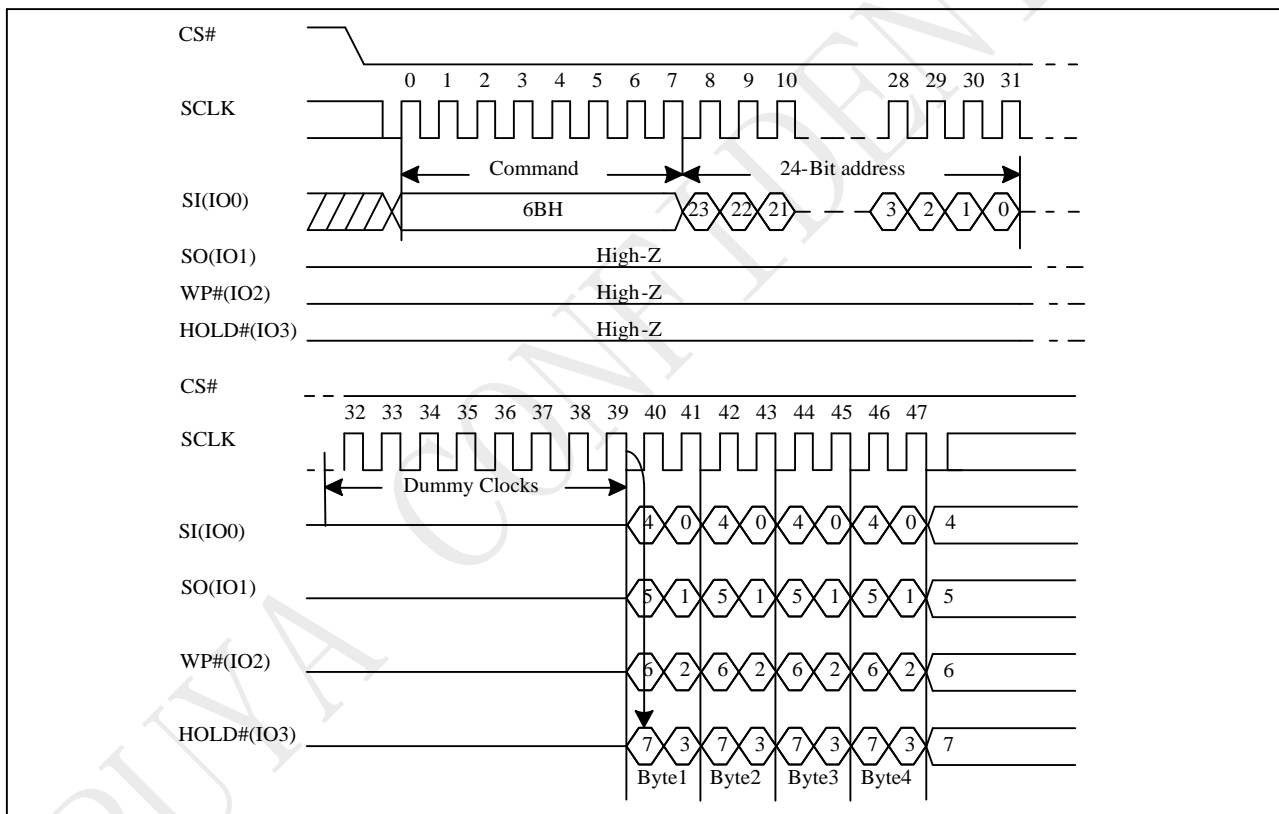 CS#
0 1 2 3 4 5 6 7 8 9 10 28 29 30 31
SCLK
Command 24-Bit address
SI(IO0) 6BH 23 22 21 3 2 1 0
SO(IO1) High-Z
WP#(IO2) High-Z
HOLD#(IO3) High-Z
CS#
32 33 34 35 36 37 38 39 40 41 42 43 44 45 46 47
SCLK
Dummy Clocks
SI(IO0) 4 0 4 0 4 0 4 0 4
SO(IO1) 5 1 5 1 5 1 5 1 5
WP#(IO2) 6 2 6 2 6 2 6 2 6
HOLD#(IO3) 7 3 7 3 7 3 7 3 7
Byte1 Byte2 Byte3 Byte4
PUYA CONFIDENT